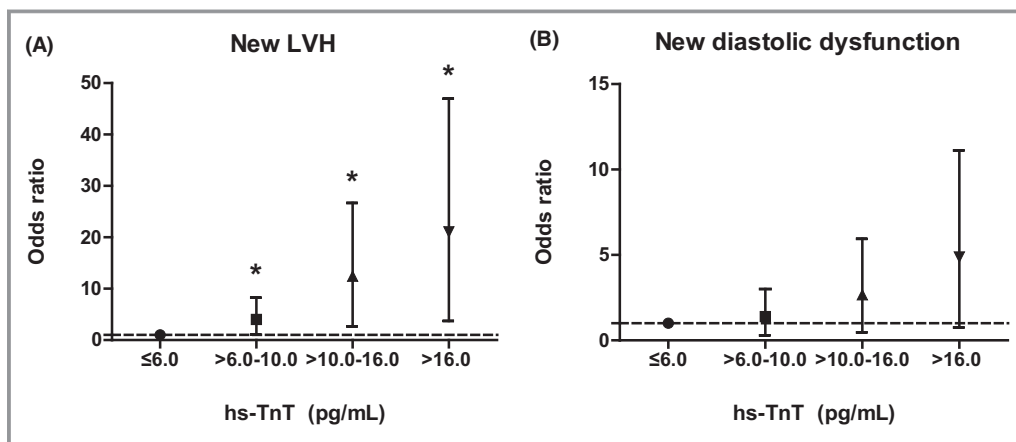 (A)
New LVH
Odds ratio
50
40
30
20
10
0
*
*
*
≤6.0 >6.0-10.0 >10.0-16.0 >16.0
hs-TnT (pg/mL)
(B)
New diastolic dysfunction
Odds ratio
15
10
5
0
≤6.0 >6.0-10.0 >10.0-16.0 >16.0
hs-TnT (pg/mL)